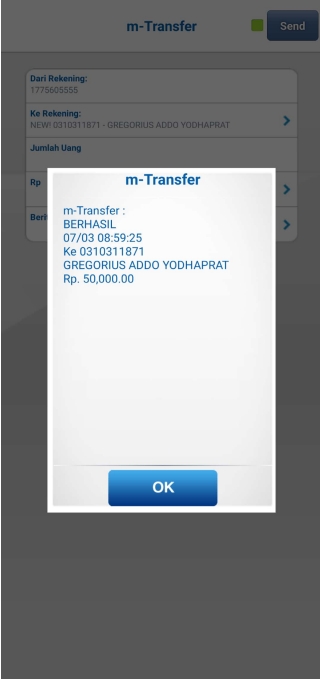 m-Transfer
Send
Dari Rekening:
1775605555
Ke Rekening:
NEW! 0310311871 - GREGORIUS ADDO YODHAPRAT
Jumlah Uang
Rp
m-Transfer
m-Transfer :
BERHASIL
07/03 08:59:25
Ke 0310311871
GREGORIUS ADDO YODHAPRAT
Rp. 50,000.00
OK